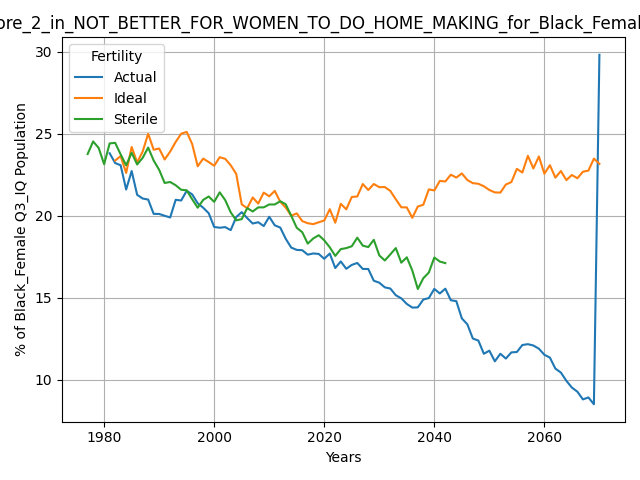 ore_2_in_NOT_BETTER_FOR_WOMEN_TO_DO_HOME_MAKING_for_Black_Femal
Fertility
Actual
Ideal
Sterile
% of Black_Female Q3_IQ Population
30
25
20
15
10
1980
2000
2020
2040
2060
Years